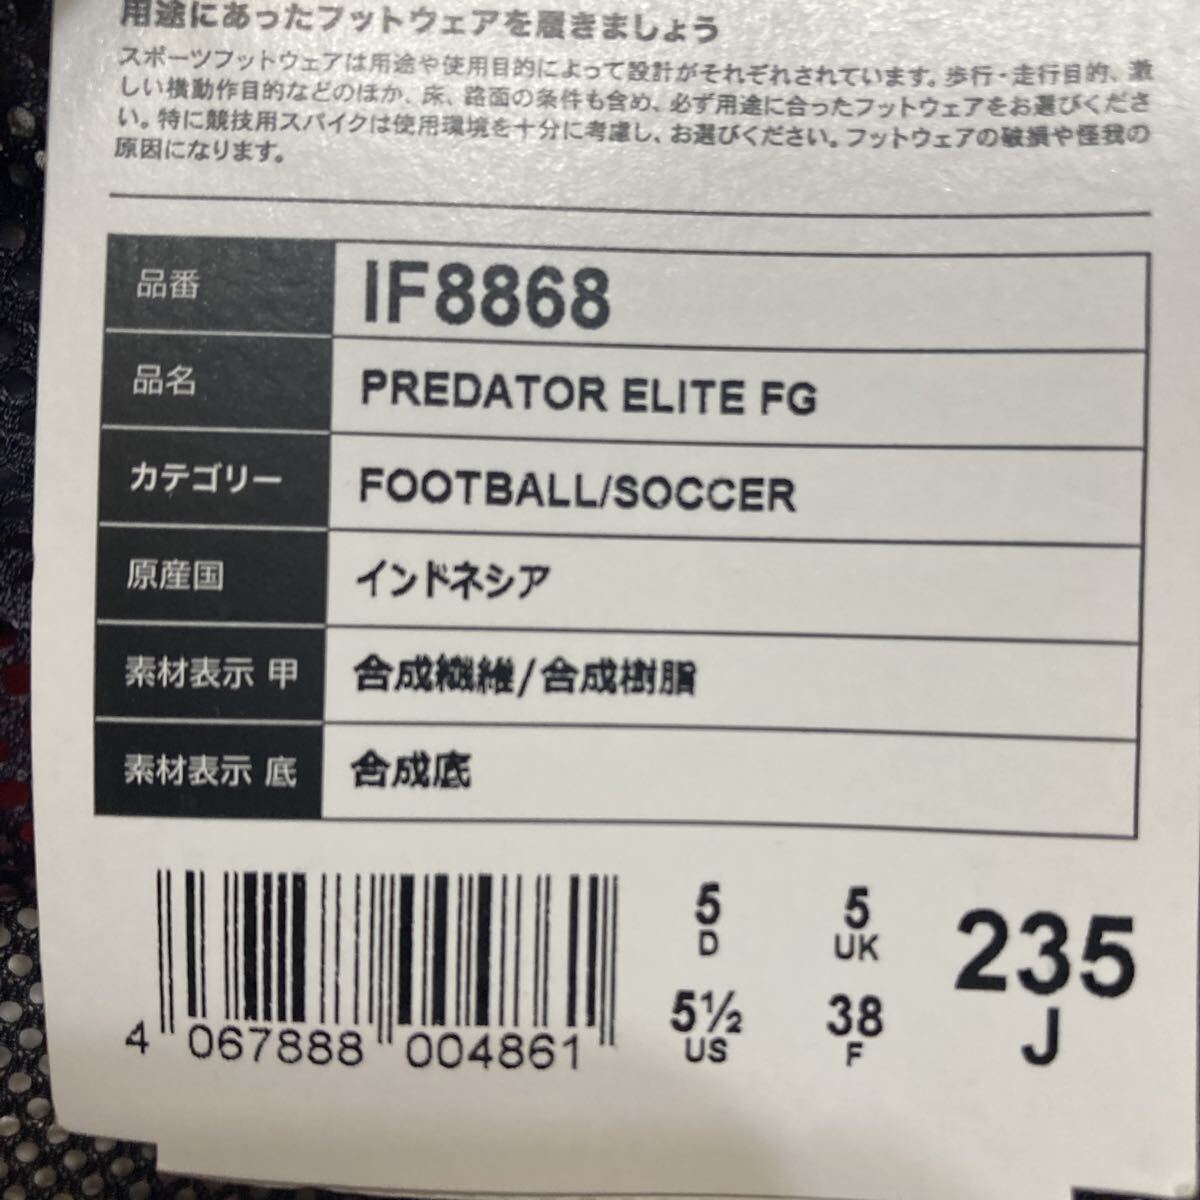 用途にあったフットウェアを履きましょう
スポーツフットウェアは用途や使用目的によって設計がそれぞれされています。歩行・走行目的、激
しい機動作目的などのほか、床、路面の条件も含め、必ず用途に合ったフットウェアをお選びくださ
い。特に競技用スパイクは使用環境を十分に考慮し、お選びください。フットウェアの破損や怪我の
原因になります。
品番 IF8868
品名 PREDATOR ELITE FG
カテゴリー FOOTBALL/SOCCER
原産国 インドネシア
素材表示 甲 合成繊維/合成樹脂
素材表示 底 合成底
5 D
5 UK
5½ US
38 F
235 J
4 067888 004861